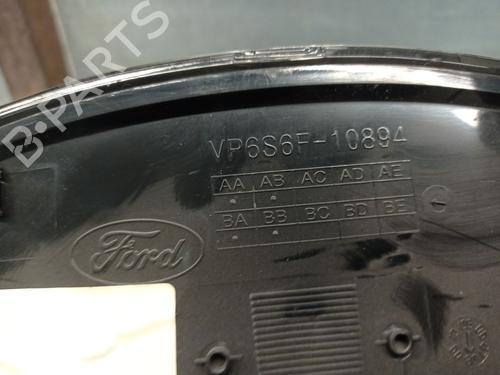 B-PARTS
VP6S6F-10894
AA AB AC AD AE
BA BB BC BD BE
Ford